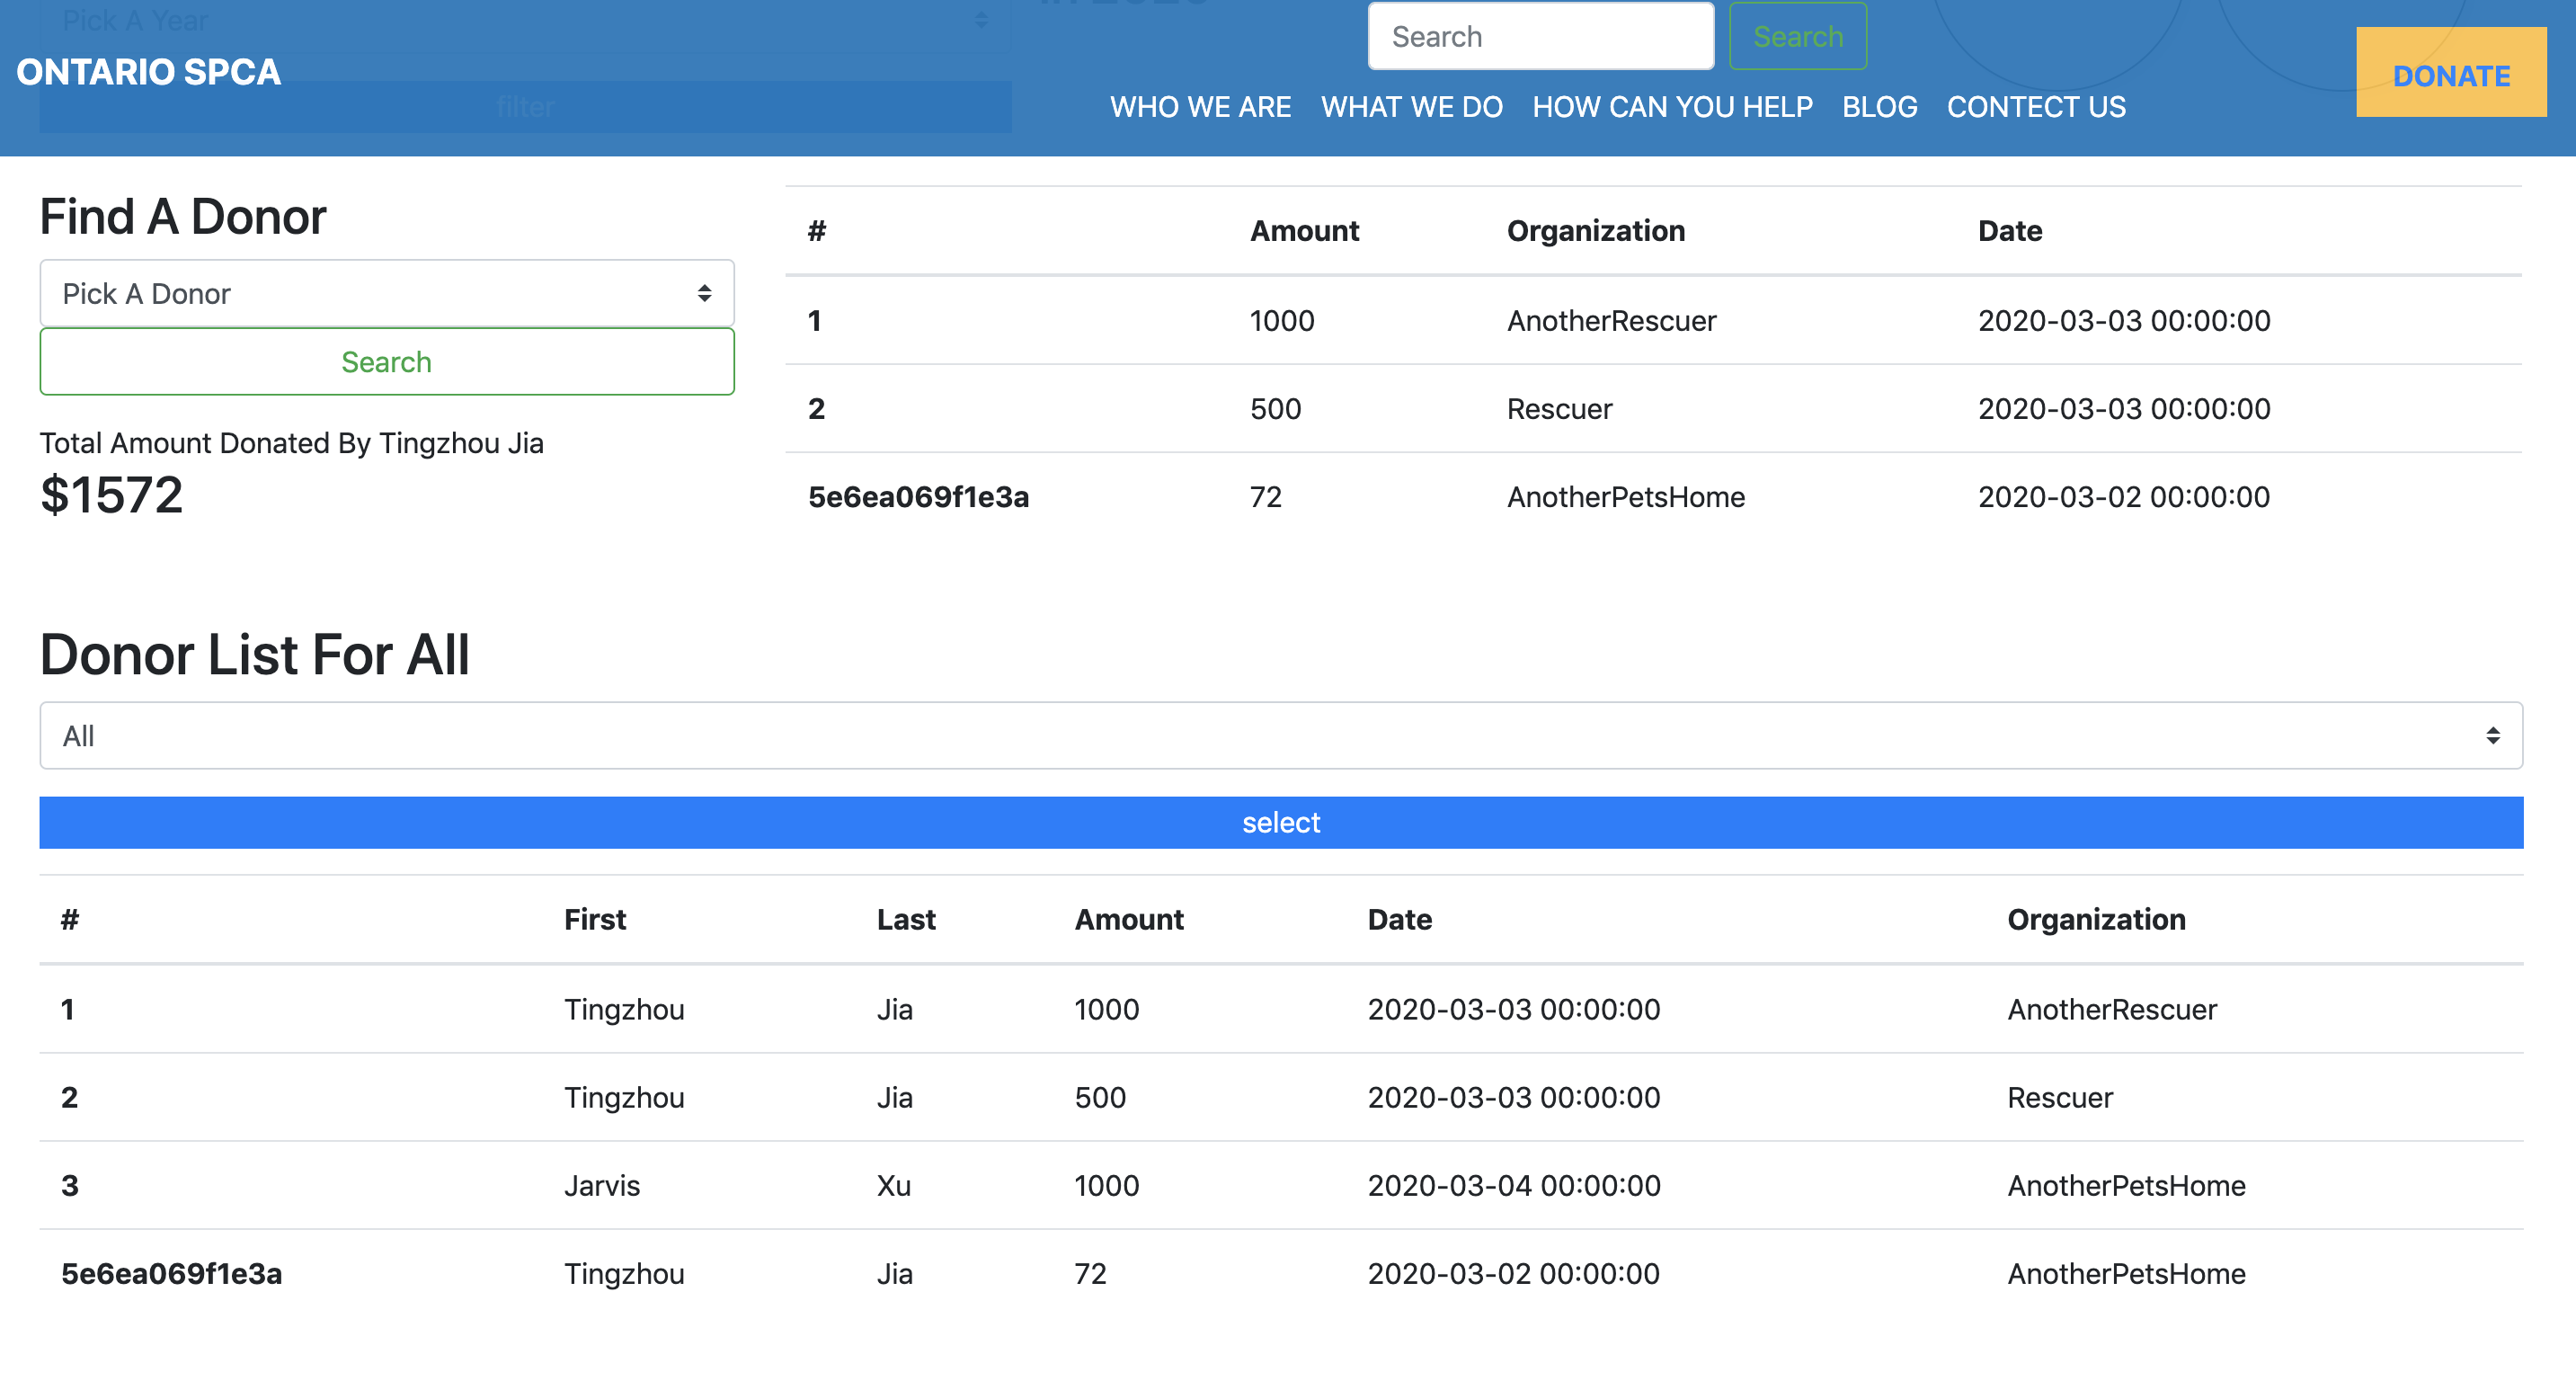 Pick A Year
Search
Search
ONTARIO SPCA
DONATE
filter
WHO WE ARE WHAT WE DO HOW CAN YOU HELP BLOG CONTECT US
Find A Donor
Pick A Donor
Search
Total Amount Donated By Tingzhou Jia
$1572
# Amount Organization Date
1 1000 AnotherRescuer 2020-03-03 00:00:00
2 500 Rescuer 2020-03-03 00:00:00
5e6ea069f1e3a 72 AnotherPetsHome 2020-03-02 00:00:00
Donor List For All
All
select
# First Last Amount Date Organization
1 Tingzhou Jia 1000 2020-03-03 00:00:00 AnotherRescuer
2 Tingzhou Jia 500 2020-03-03 00:00:00 Rescuer
3 Jarvis Xu 1000 2020-03-04 00:00:00 AnotherPetsHome
5e6ea069f1e3a Tingzhou Jia 72 2020-03-02 00:00:00 AnotherPetsHome